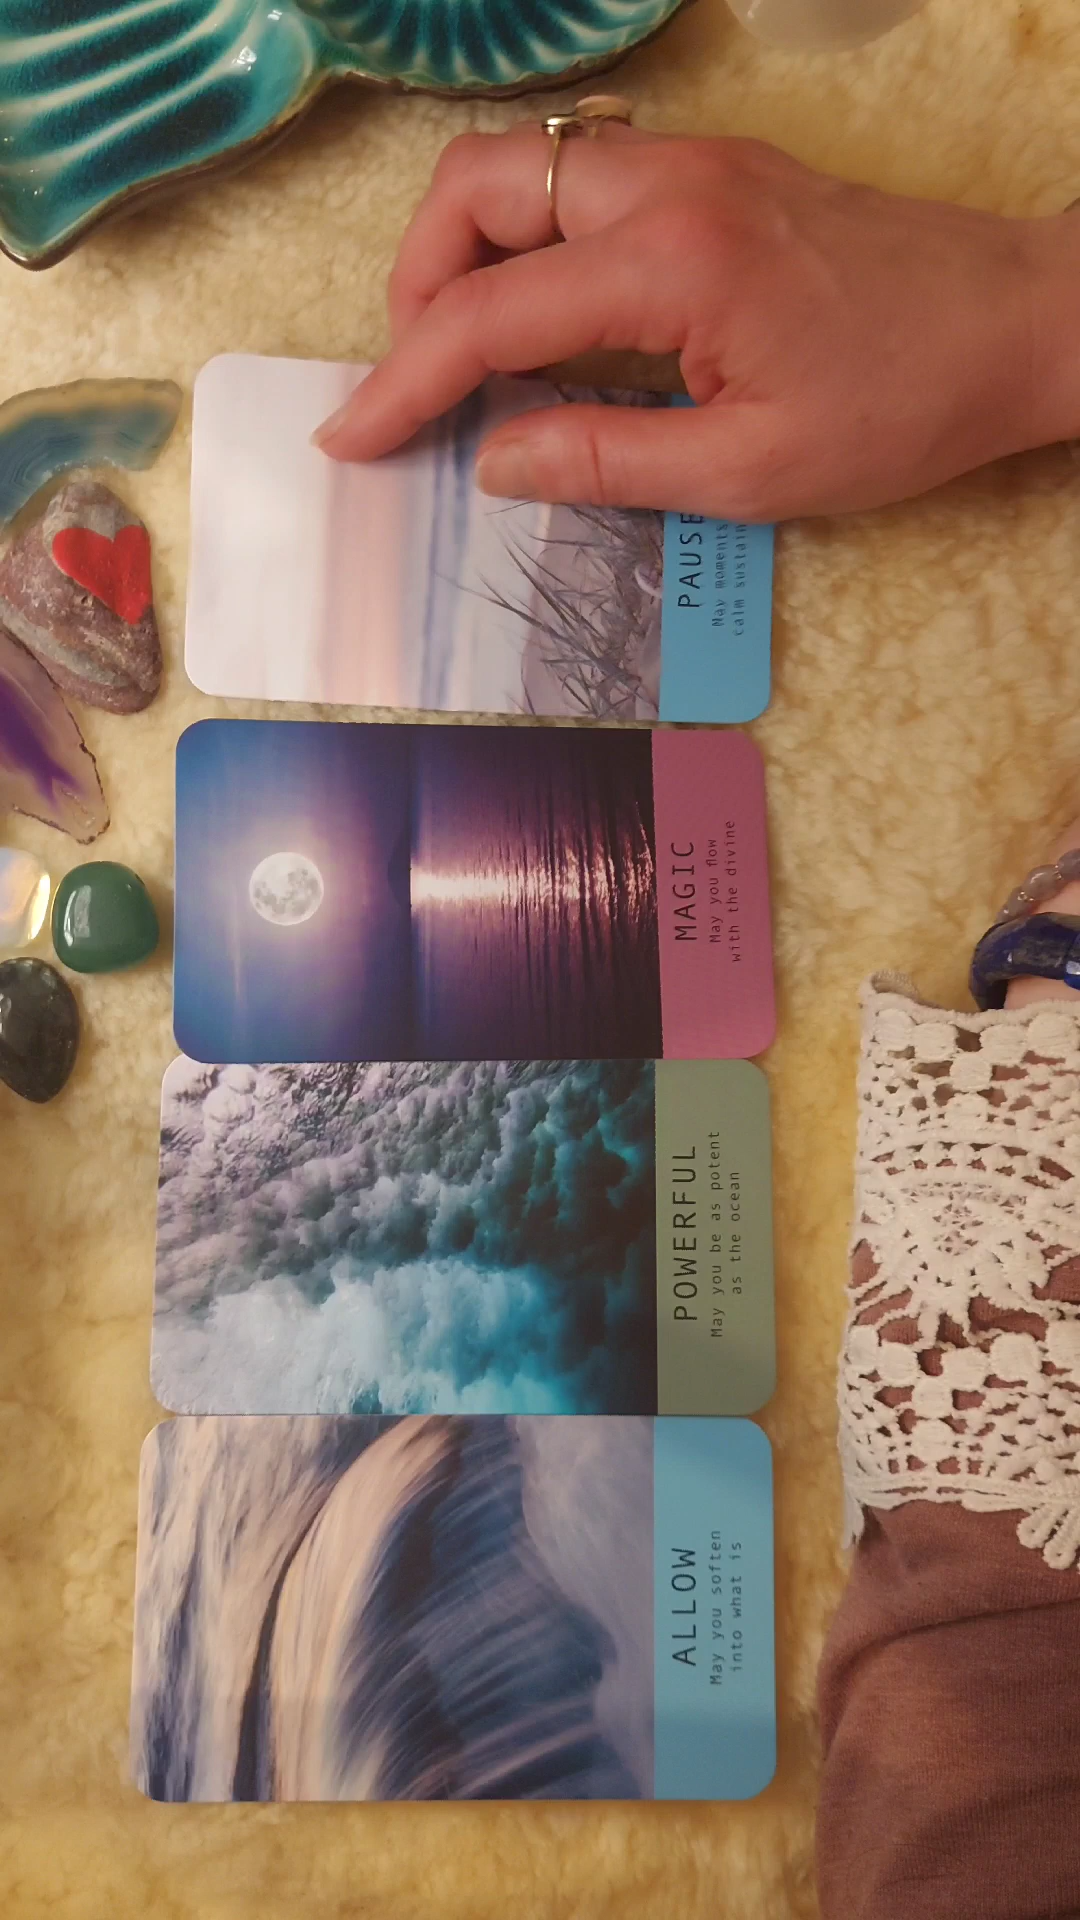 ALLOW
May you soften
into what is
POWERFUL
May you be as potent
as the ocean
MAGIC
May you flow
with the divine
PAUSE
May moments
calm sustain